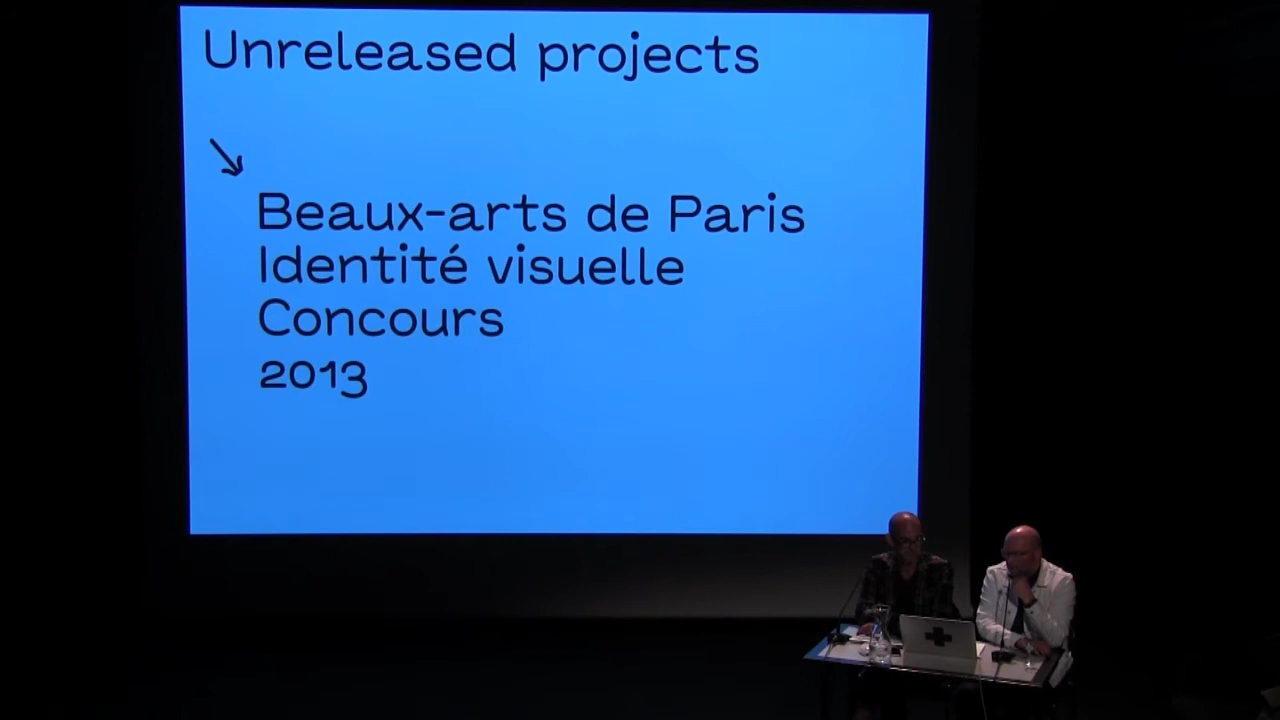 Unreleased projects
↘
Beaux-arts de Paris
Identité visuelle
Concours
2013